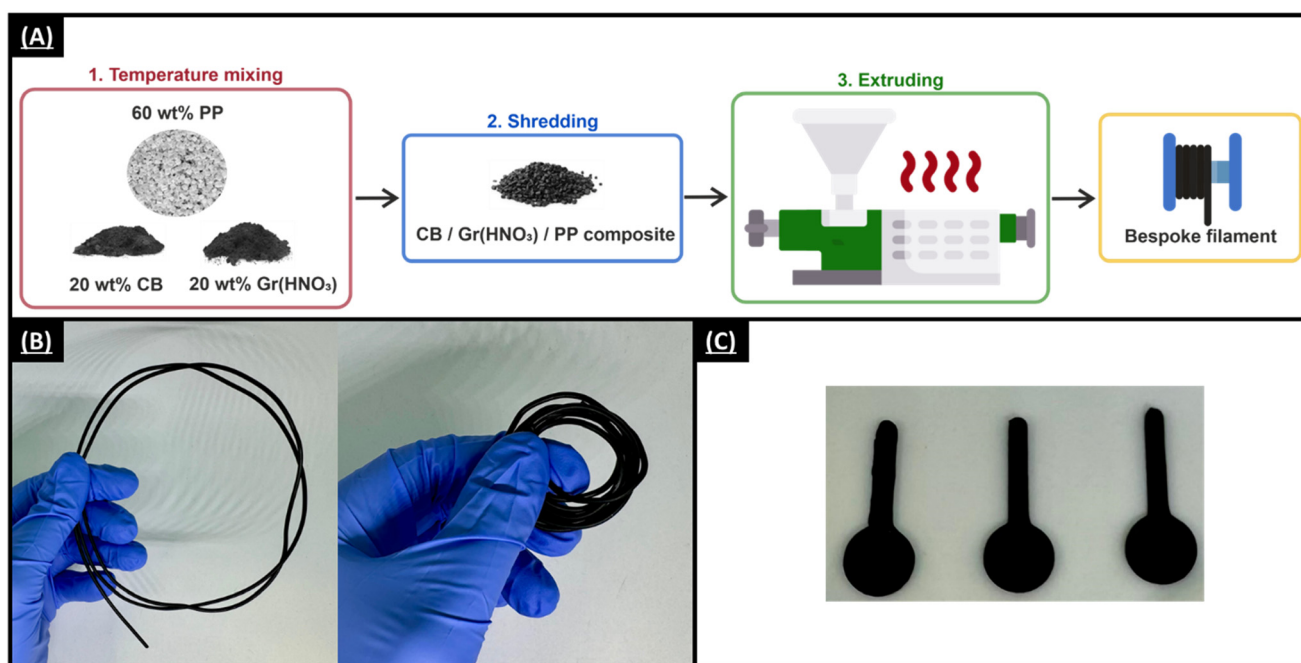 (A)
1. Temperature mixing
60 wt% PP
20 wt% CB
20 wt% Gr(HNO₃)
2. Shredding
CB / Gr(HNO₃) / PP composite
3. Extruding
Bespoke filament
(B)
(C)